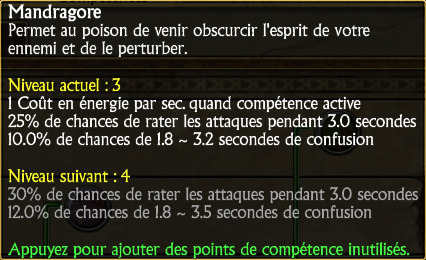 Mandragore
Permet au poison de venir obscurcir l'esprit de votre
ennemi et de le perturber.
Niveau actuel : 3
1 Coût en énergie par sec. quand compétence active
25% de chances de rater les attaques pendant 3.0 secondes
10.0% de chances de 1.8 ~ 3.2 secondes de confusion
Niveau suivant : 4
30% de chances de rater les attaques pendant 3.0 secondes
12.0% de chances de 1.8 ~ 3.5 secondes de confusion
Appuyez pour ajouter des points de compétence inutilisés.